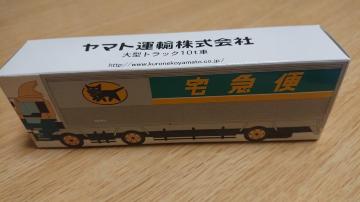 ヤマト運輸株式会社
大型トラック10t車
http://www.kuronekoyamato.co.jp/
宅急便